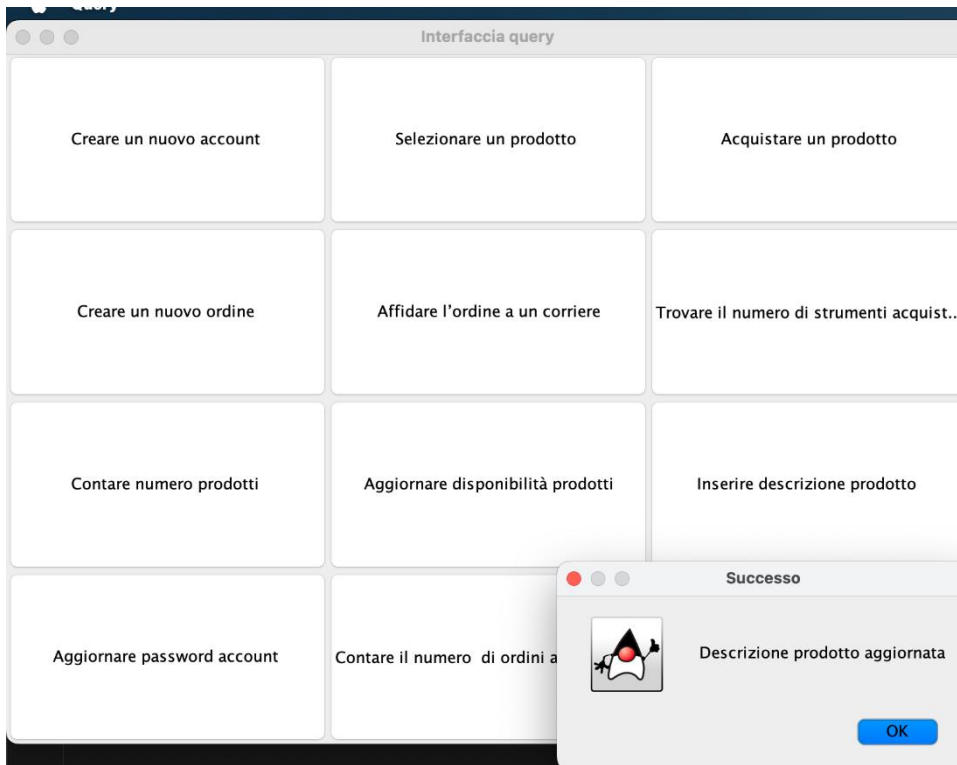 Query
Interfaccia query
Creare un nuovo account
Selezionare un prodotto
Acquistare un prodotto
Creare un nuovo ordine
Affidare l’ordine a un corriere
Trovare il numero di strumenti acquist..
Contare numero prodotti
Aggiornare disponibilità prodotti
Inserire descrizione prodotto
Aggiornare password account
Contare il numero  di ordini a
Successo
Descrizione prodotto aggiornata
OK